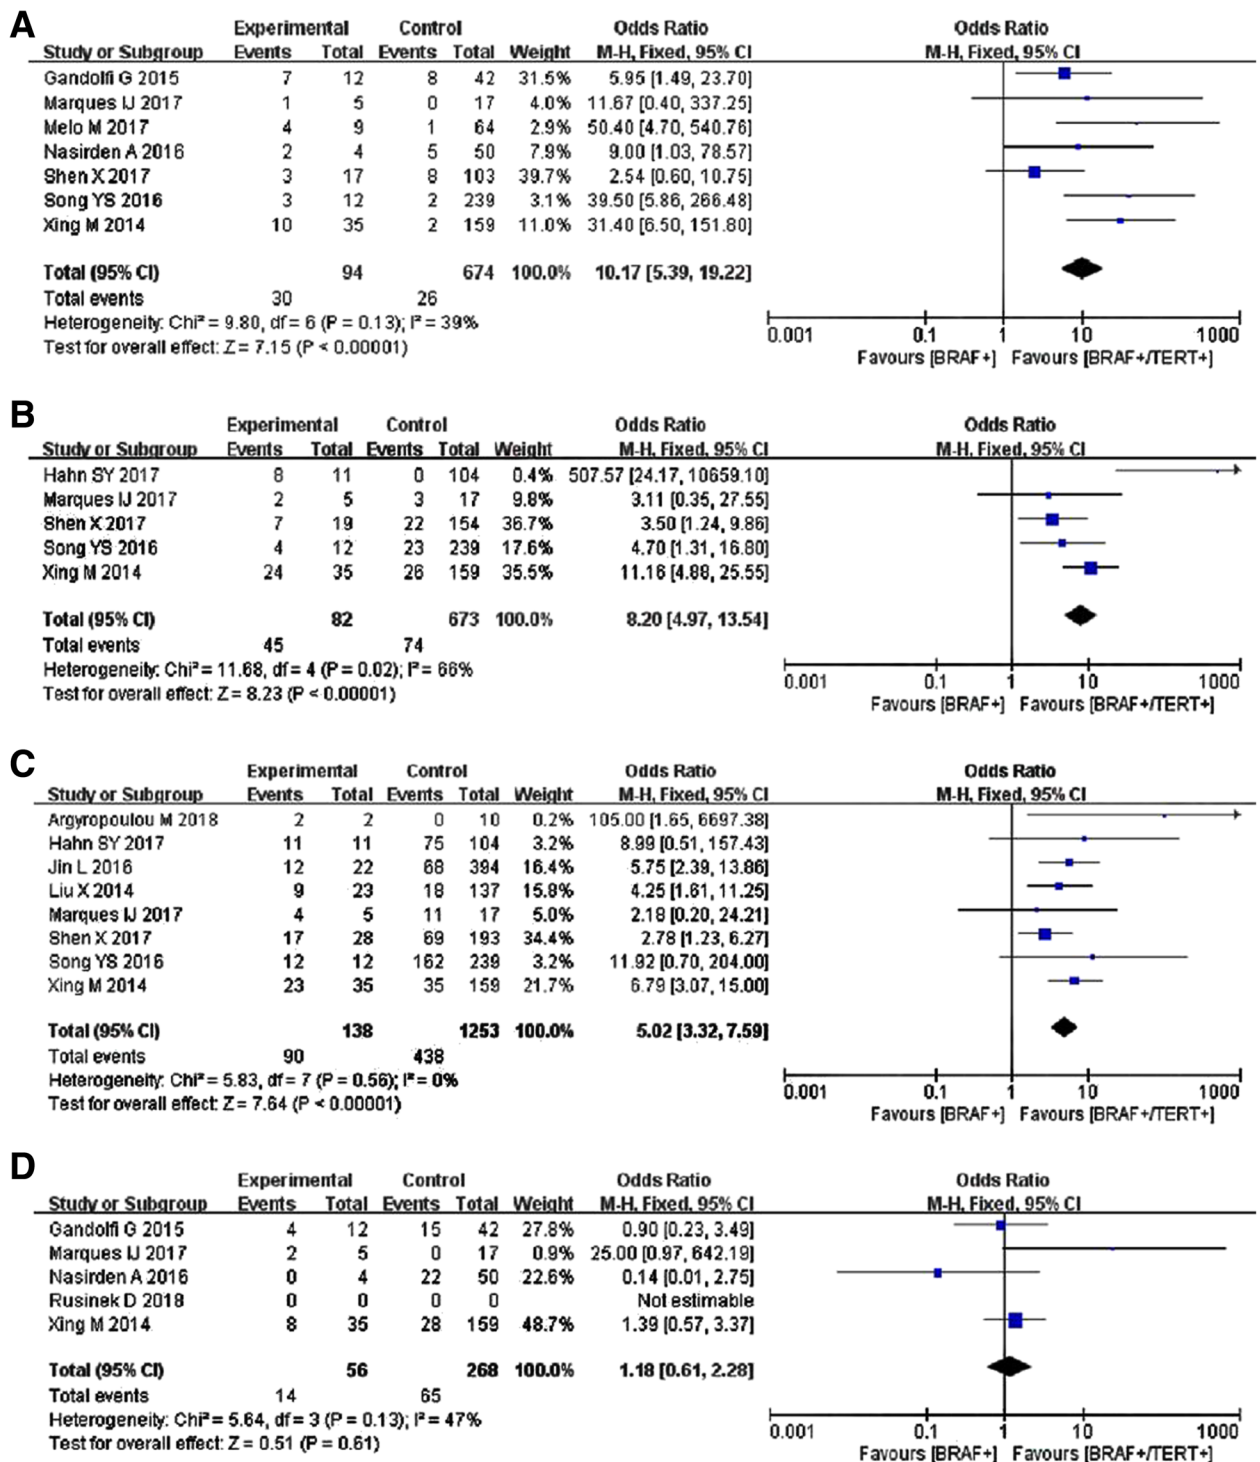 A
Experimental Control Odds Ratio Odds Ratio
Study or Subgroup Events Total Events Total Weight M-H, Fixed, 95% CI M-H, Fixed, 95% CI
Gandolfi G 2015 7 12 8 42 31.5% 5.95 [1.49, 23.70]
Marques IJ 2017 1 5 0 17 4.0% 11.67 [0.40, 337.25]
Melo M 2017 4 9 1 64 2.9% 50.40 [4.70, 540.76]
Nasirden A 2016 2 4 5 50 7.9% 9.00 [1.03, 78.57]
Shen X 2017 3 17 8 103 39.7% 2.54 [0.60, 10.75]
Song YS 2016 3 12 2 239 3.1% 39.50 [5.86, 266.48]
Xing M 2014 10 35 2 159 11.0% 31.40 [6.50, 151.80]
Total (95% CI) 94 674 100.0% 10.17 [5.39, 19.22]
Total events 30 26
Heterogeneity: Chi² = 9.80, df = 6 (P = 0.13); I² = 39%
Test for overall effect: Z = 7.15 (P < 0.00001)
0.001 0.1 1 10 1000
Favours [BRAF+] Favours [BRAF+/TERT+]
B
Experimental Control Odds Ratio Odds Ratio
Study or Subgroup Events Total Events Total Weight M-H, Fixed, 95% CI M-H, Fixed, 95% CI
Hahn SY 2017 8 11 0 104 0.4% 507.57 [24.17, 10659.10]
Marques IJ 2017 2 5 3 17 9.8% 3.11 [0.35, 27.55]
Shen X 2017 7 19 22 154 36.7% 3.50 [1.24, 9.86]
Song YS 2016 4 12 23 239 17.6% 4.70 [1.31, 16.80]
Xing M 2014 24 35 26 159 35.5% 11.16 [4.88, 25.55]
Total (95% CI) 82 673 100.0% 8.20 [4.97, 13.54]
Total events 45 74
Heterogeneity: Chi² = 11.68, df = 4 (P = 0.02); I² = 66%
Test for overall effect: Z = 8.23 (P < 0.00001)
0.001 0.1 1 10 1000
Favours [BRAF+] Favours [BRAF+/TERT+]
C
Experimental Control Odds Ratio Odds Ratio
Study or Subgroup Events Total Events Total Weight M-H, Fixed, 95% CI M-H, Fixed, 95% CI
Argyropoulou M 2018 2 2 0 10 0.2% 105.00 [1.65, 6697.38]
Hahn SY 2017 11 11 75 104 3.2% 8.99 [0.51, 157.43]
Jin L 2016 12 22 68 394 16.4% 5.75 [2.39, 13.86]
Liu X 2014 9 23 18 137 15.8% 4.25 [1.61, 11.25]
Marques IJ 2017 4 5 11 17 5.0% 2.18 [0.20, 24.21]
Shen X 2017 17 28 69 193 34.4% 2.78 [1.23, 6.27]
Song YS 2016 12 12 162 239 3.2% 11.92 [0.70, 204.00]
Xing M 2014 23 35 35 159 21.7% 6.79 [3.07, 15.00]
Total (95% CI) 138 1253 100.0% 5.02 [3.32, 7.59]
Total events 90 438
Heterogeneity: Chi² = 5.83, df = 7 (P = 0.56); I² = 0%
Test for overall effect: Z = 7.64 (P < 0.00001)
0.001 0.1 1 10 1000
Favours [BRAF+] Favours [BRAF+/TERT+]
D
Experimental Control Odds Ratio Odds Ratio
Study or Subgroup Events Total Events Total Weight M-H, Fixed, 95% CI M-H, Fixed, 95% CI
Gandolfi G 2015 4 12 15 42 27.8% 0.90 [0.23, 3.49]
Marques IJ 2017 2 5 0 17 0.9% 25.00 [0.97, 642.19]
Nasirden A 2016 0 4 22 50 22.6% 0.14 [0.01, 2.75]
Rusinek D 2018 0 0 0 0 Not estimable
Xing M 2014 8 35 28 159 48.7% 1.39 [0.57, 3.37]
Total (95% CI) 56 268 100.0% 1.18 [0.61, 2.28]
Total events 14 65
Heterogeneity: Chi² = 5.64, df = 3 (P = 0.13); I² = 47%
Test for overall effect: Z = 0.51 (P = 0.61)
0.001 0.1 1 10 1000
Favours [BRAF+] Favours [BRAF+/TERT+]